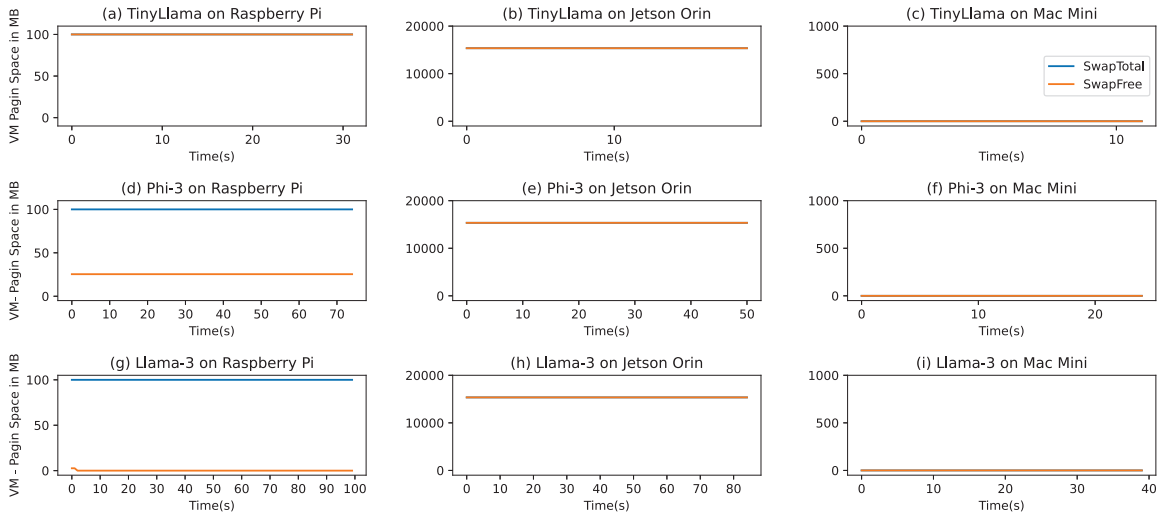 (a) TinyLlama on Raspberry Pi
VM Pagin Space in MB
100
50
0
0 10 20 30
Time(s)
(b) TinyLlama on Jetson Orin
20000
10000
0
0 10
Time(s)
(c) TinyLlama on Mac Mini
1000
500
0
SwapTotal
SwapFree
0 10
Time(s)
(d) Phi-3 on Raspberry Pi
VM- Pagin Space in MB
100
50
0
0 10 20 30 40 50 60 70
Time(s)
(e) Phi-3 on Jetson Orin
20000
10000
0
0 10 20 30 40 50
Time(s)
(f) Phi-3 on Mac Mini
1000
500
0
0 10 20
Time(s)
(g) Llama-3 on Raspberry Pi
VM - Pagin Space in MB
100
50
0
0 10 20 30 40 50 60 70 80 90 100
Time(s)
(h) Llama-3 on Jetson Orin
20000
10000
0
0 10 20 30 40 50 60 70 80
Time(s)
(i) Llama-3 on Mac Mini
1000
500
0
0 10 20 30 40
Time(s)